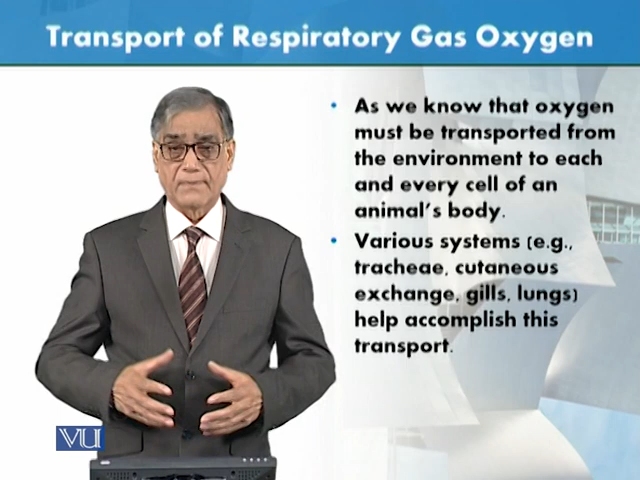 Transport of Respiratory Gas Oxygen
• As we know that oxygen
must be transported from
the environment to each
and every cell of an
animal's body.
• Various systems (e.g.,
tracheae, cutaneous
exchange, gills, lungs)
help accomplish this
transport.
VU